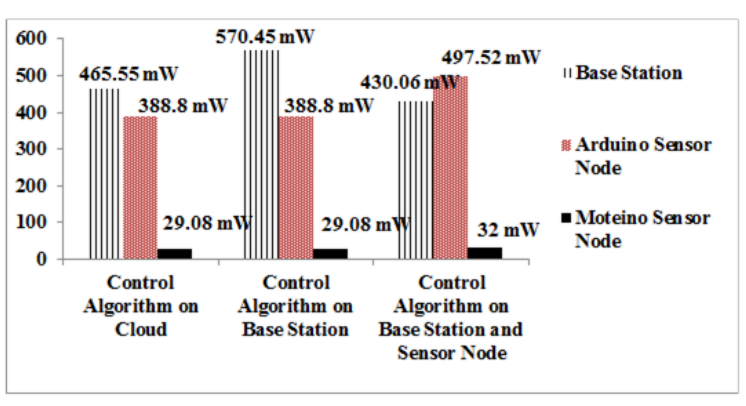 600
500
400
300
200
100
0
465.55 mW
388.8 mW
29.08 mW
570.45 mW
388.8 mW
29.08 mW
430.06 mW
497.52 mW
32 mW
Control
Algorithm on
Cloud
Control
Algorithm on
Base Station
Control
Algorithm on
Base Station and
Sensor Node
Base Station
Arduino Sensor
Node
Moteino Sensor
Node